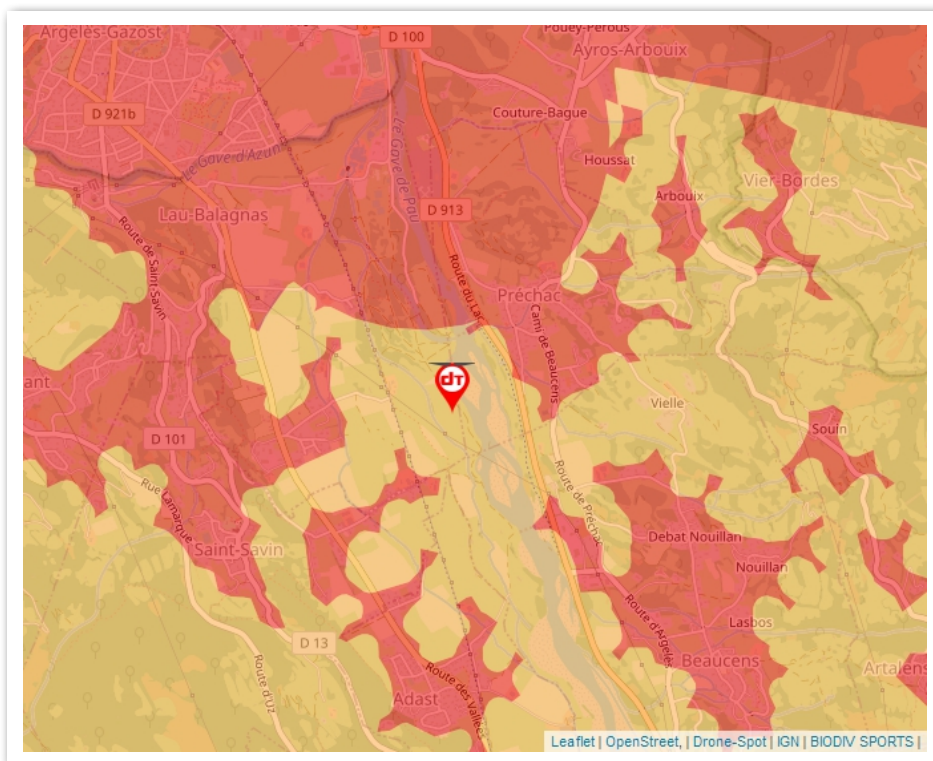 Argelès-Gazost
D 100
Pouey-Perous
Ayros-Arbouix
D 921b
Couture-Bague
Le Gave d'Azun
Le Gave de Pau
Houssat
Arbouix
Vier-Bordes
D 913
Lau-Balagnas
Route de Saint-Savin
Route du Lac
Préchac
Cami de Beaucens
dT
ant
Vielle
D 101
Souin
Rue Lamarque
Route de Préchac
Saint-Savin
Debat Nouillan
Nouillan
D 13
Route d'Argelès
Lasbos
Route d'Uz
Beaucens
Artalens
Route des Vallée
Adast
Leaflet | OpenStreet, | Drone-Spot | IGN | BIODIV SPORTS |